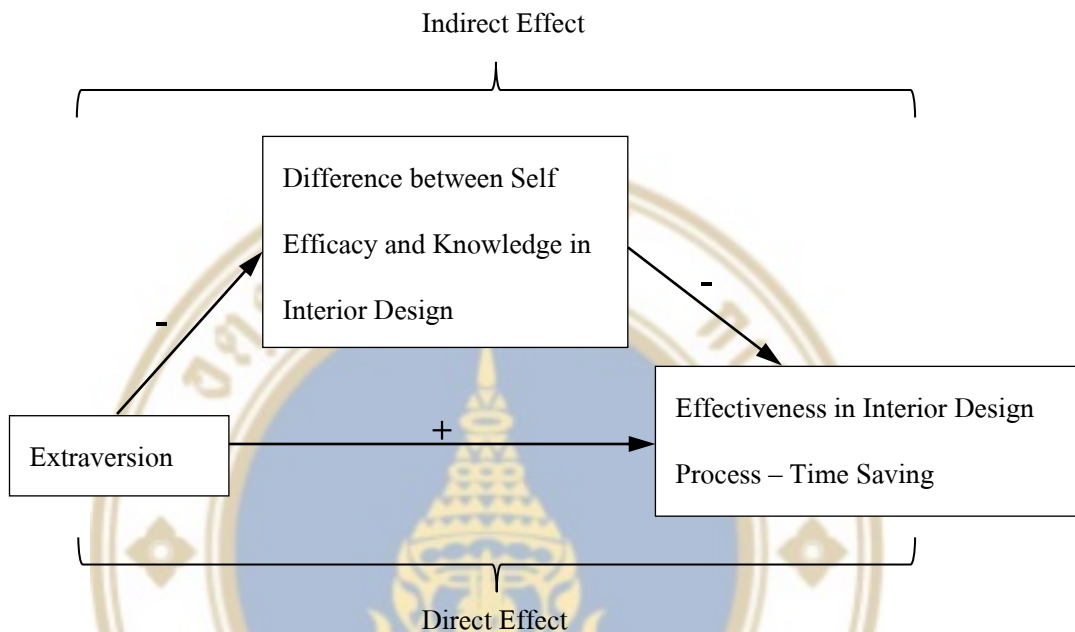 Indirect Effect
Difference between Self
Efficacy and Knowledge in
Interior Design
-
-
Extraversion
+
Effectiveness in Interior Design
Process – Time Saving
Direct Effect